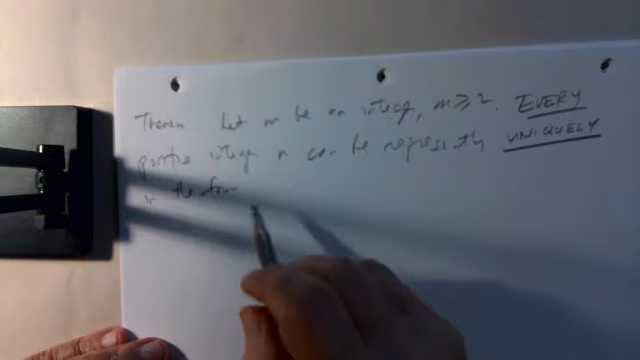 Theorem Let m be an integer, m ≥ 2. EVERY
positive integer n can be represented UNIQUELY
in the form